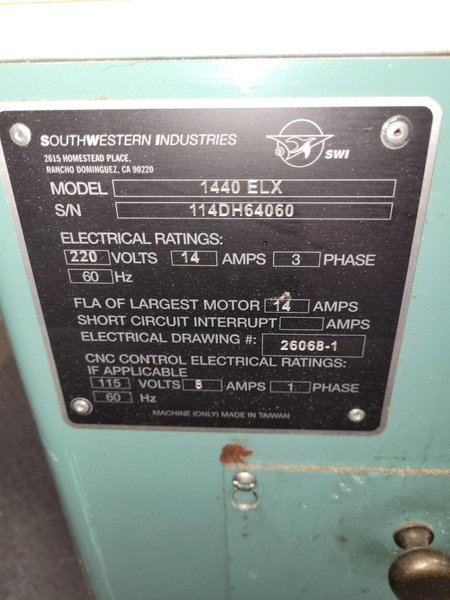 SOUTHWESTERN INDUSTRIES
2615 HOMESTEAD PLACE,
RANCHO DOMINGUEZ, CA 90220
® SWI
MODEL 1440 ELX
S/N 114DH64060
ELECTRICAL RATINGS:
220 VOLTS 14 AMPS 3 PHASE
60 Hz
FLA OF LARGEST MOTOR 14 AMPS
SHORT CIRCUIT INTERRUPT AMPS
ELECTRICAL DRAWING #: 26068-1
CNC CONTROL ELECTRICAL RATINGS:
IF APPLICABLE
115 VOLTS 8 AMPS 1 PHASE
60 Hz
MACHINE (ONLY) MADE IN TAIWAN